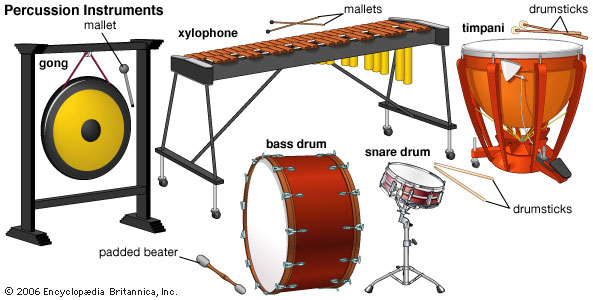 Percussion Instruments
mallet
gong
xylophone
mallets
timpani
drumsticks
bass drum
snare drum
drumsticks
padded beater
© 2006 Encyclopædia Britannica, Inc.